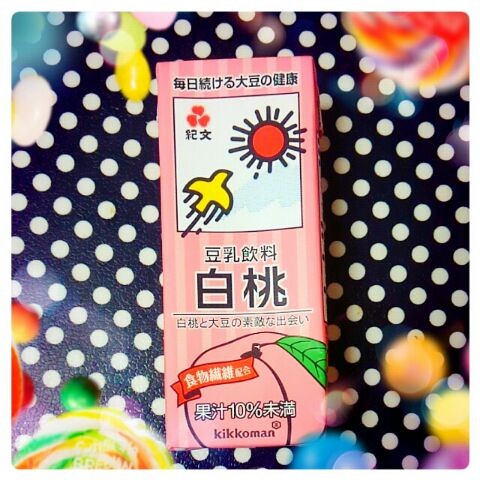 毎日続ける大豆の健康
紀文
豆乳飲料
白桃
白桃と大豆の素敵な出会い
食物繊維配合
果汁10%未満
kikkoman®